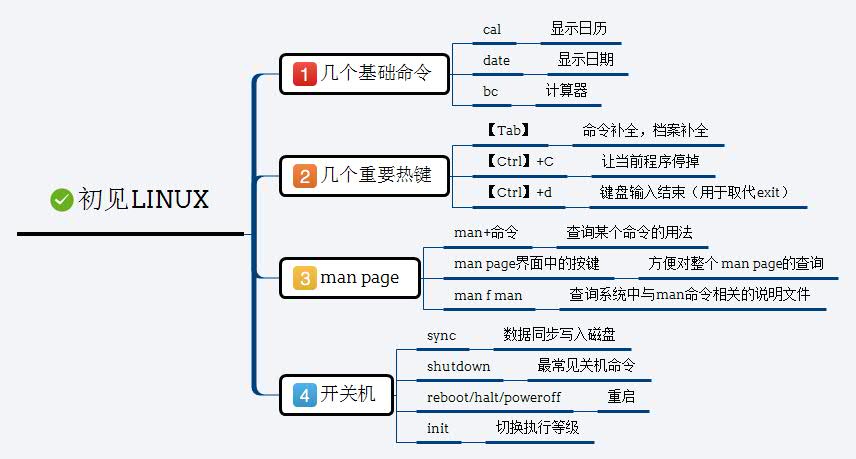 初见LINUX
1 几个基础命令
cal 显示日历
date 显示日期
bc 计算器
2 几个重要热键
【Tab】 命令补全，档案补全
【Ctrl】+C 让当前程序停掉
【Ctrl】+d 键盘输入结束（用于取代exit）
3 man page
man+命令 查询某个命令的用法
man page界面中的按键 方便对整个 man page的查询
man f man 查询系统中与man命令相关的说明文件
4 开关机
sync 数据同步写入磁盘
shutdown 最常见关机命令
reboot/halt/poweroff 重启
init 切换执行等级